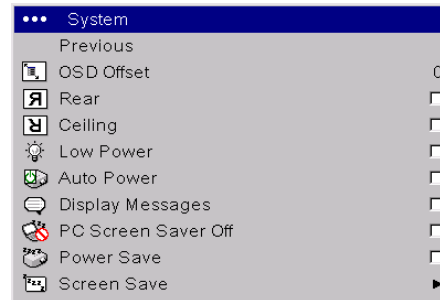 System
Previous
OSD Offset 0
Rear
Ceiling
Low Power
Auto Power
Display Messages
PC Screen Saver Off
Power Save
Screen Save